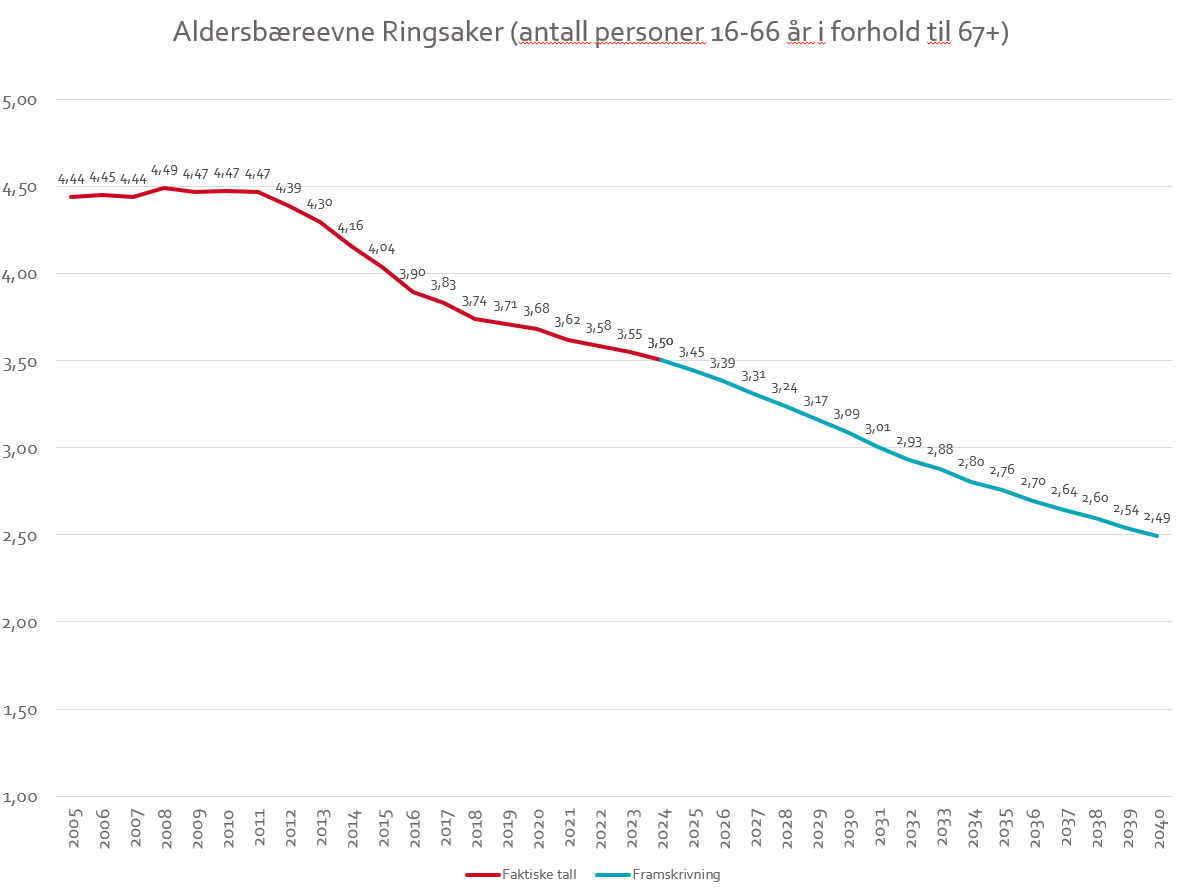 Aldersbæreevne Ringsaker (antall personer 16-66 år i forhold til 67+)
5,00
4,50
4,00
3,50
3,00
2,50
2,00
1,50
1,00
4,44 4,45 4,44 4,49 4,47 4,47 4,47 4,39 4,30 4,16 4,04 3,90 3,83 3,74 3,71 3,68 3,62 3,58 3,55 3,50 3,45 3,39 3,31 3,24 3,17 3,09 3,01 2,93 2,88 2,80 2,76 2,70 2,64 2,60 2,54 2,49
2005 2006 2007 2008 2009 2010 2011 2012 2013 2014 2015 2016 2017 2018 2019 2020 2021 2022 2023 2024 2025 2026 2027 2028 2029 2030 2031 2032 2033 2034 2035 2036 2037 2038 2039 2040
Faktiske tall Framskrivning